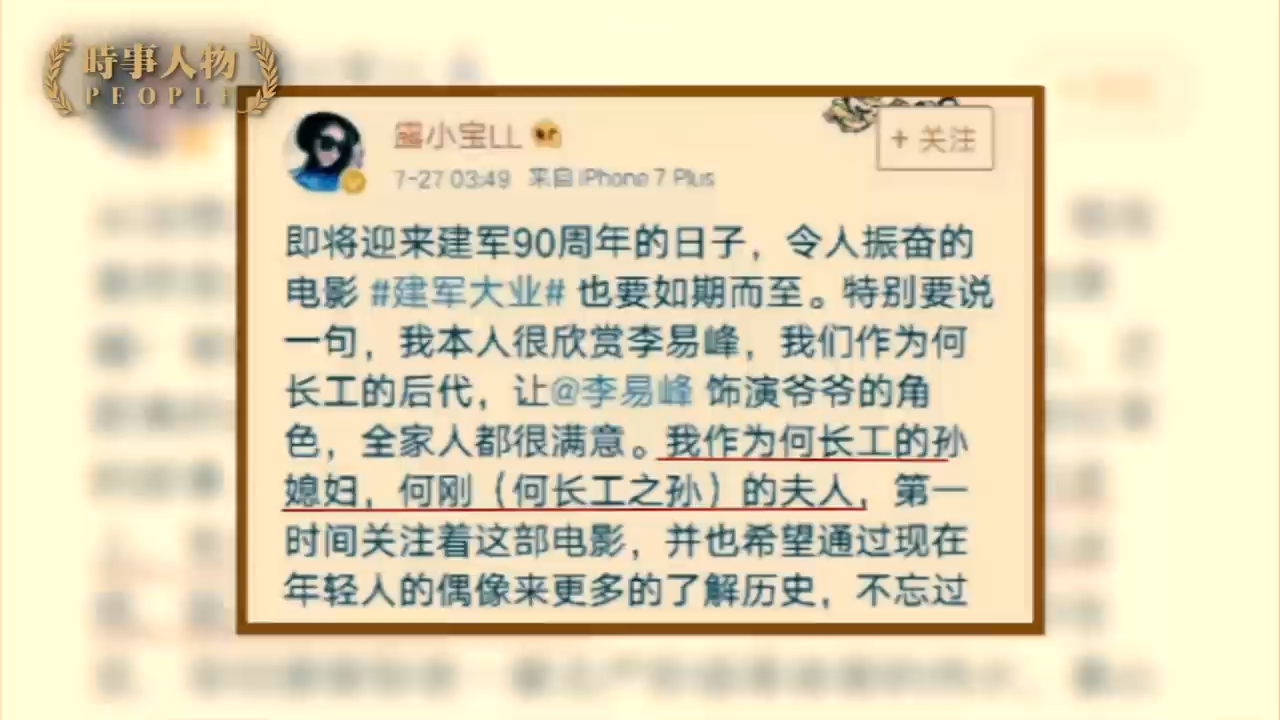 時事人物
PEOPLE
露小宝LL
+ 关注
7-27 03:49 来自 iPhone 7 Plus
即将迎来建军90周年的日子，令人振奋的
电影 #建军大业# 也要如期而至。特别要说
一句，我本人很欣赏李易峰，我们作为何
长工的后代，让@李易峰 饰演爷爷的角
色，全家人都很满意。我作为何长工的孙
媳妇，何刚（何长工之孙）的夫人，第一
时间关注着这部电影，并也希望通过现在
年轻人的偶像来更多的了解历史，不忘过